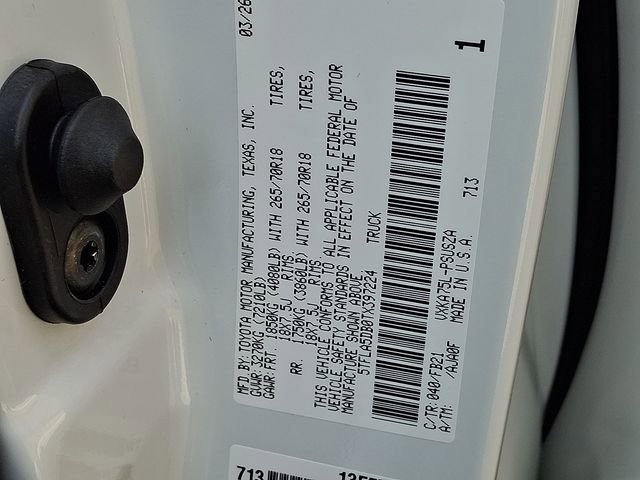 MFD. BY: TOYOTA MOTOR MANUFACTURING, TEXAS, INC. 03/26
GVWR: 3270KG (7210LB)
GAWR: FRT. 1850KG (4080LB) WITH 265/70R18 TIRES,
18X7.5J RIMS.
RR. 1750KG (3860LB) WITH 265/70R18 TIRES,
18X7.5J RIMS.
THIS VEHICLE CONFORMS TO ALL APPLICABLE FEDERAL MOTOR
VEHICLE SAFETY STANDARDS IN EFFECT ON THE DATE OF
MANUFACTURE SHOWN ABOVE.
5TFLA5DB0TX397224 TRUCK
1
C/TR: 040/FB21 VXKA75L-PSUSZA 713
A/TM: /AJA0F MADE IN U.S.A.
713